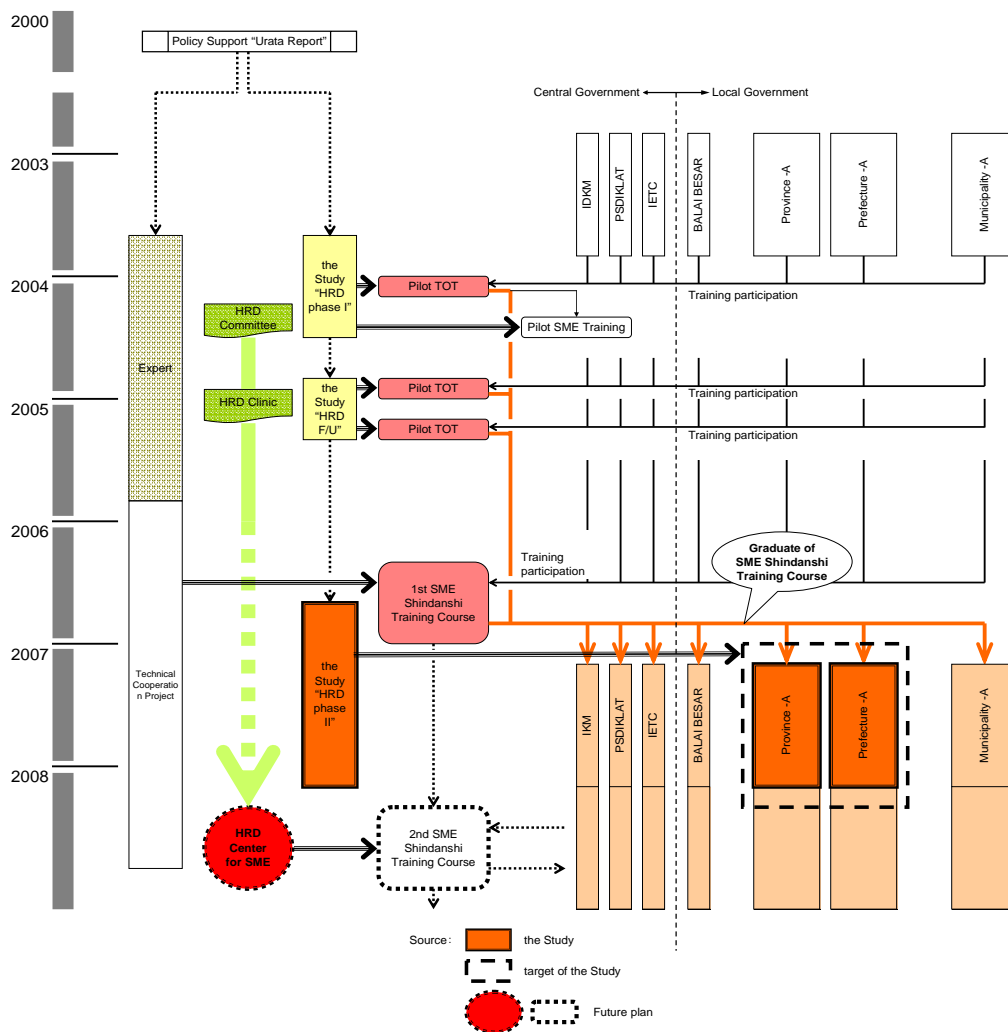 2000
Policy Support “Urata Report”
Central Government
Local Government
2003
IDKM
PSDIKLAT
IETC
BALAI BESAR
Province -A
Prefecture -A
Municipality -A
2004
the
Study
“HRD
phase I”
Pilot TOT
Training participation
HRD
Committee
Pilot SME Training
Expert
2005
HRD Clinic
the
Study
“HRD
F/U”
Pilot TOT
Training participation
Pilot TOT
Training participation
2006
Training
participation
Graduate of
SME Shindanshi
Training Course
1st SME
Shindanshi
Training Course
2007
Technical
Cooperatio
n Project
the
Study
“HRD
phase
II”
IKM
PSDIKLAT
IETC
BALAI BESAR
Province -A
Prefecture -A
Municipality -A
2008
HRD
Center
for SME
2nd SME
Shindanshi
Training Course
Source:
the Study
target of the Study
Future plan